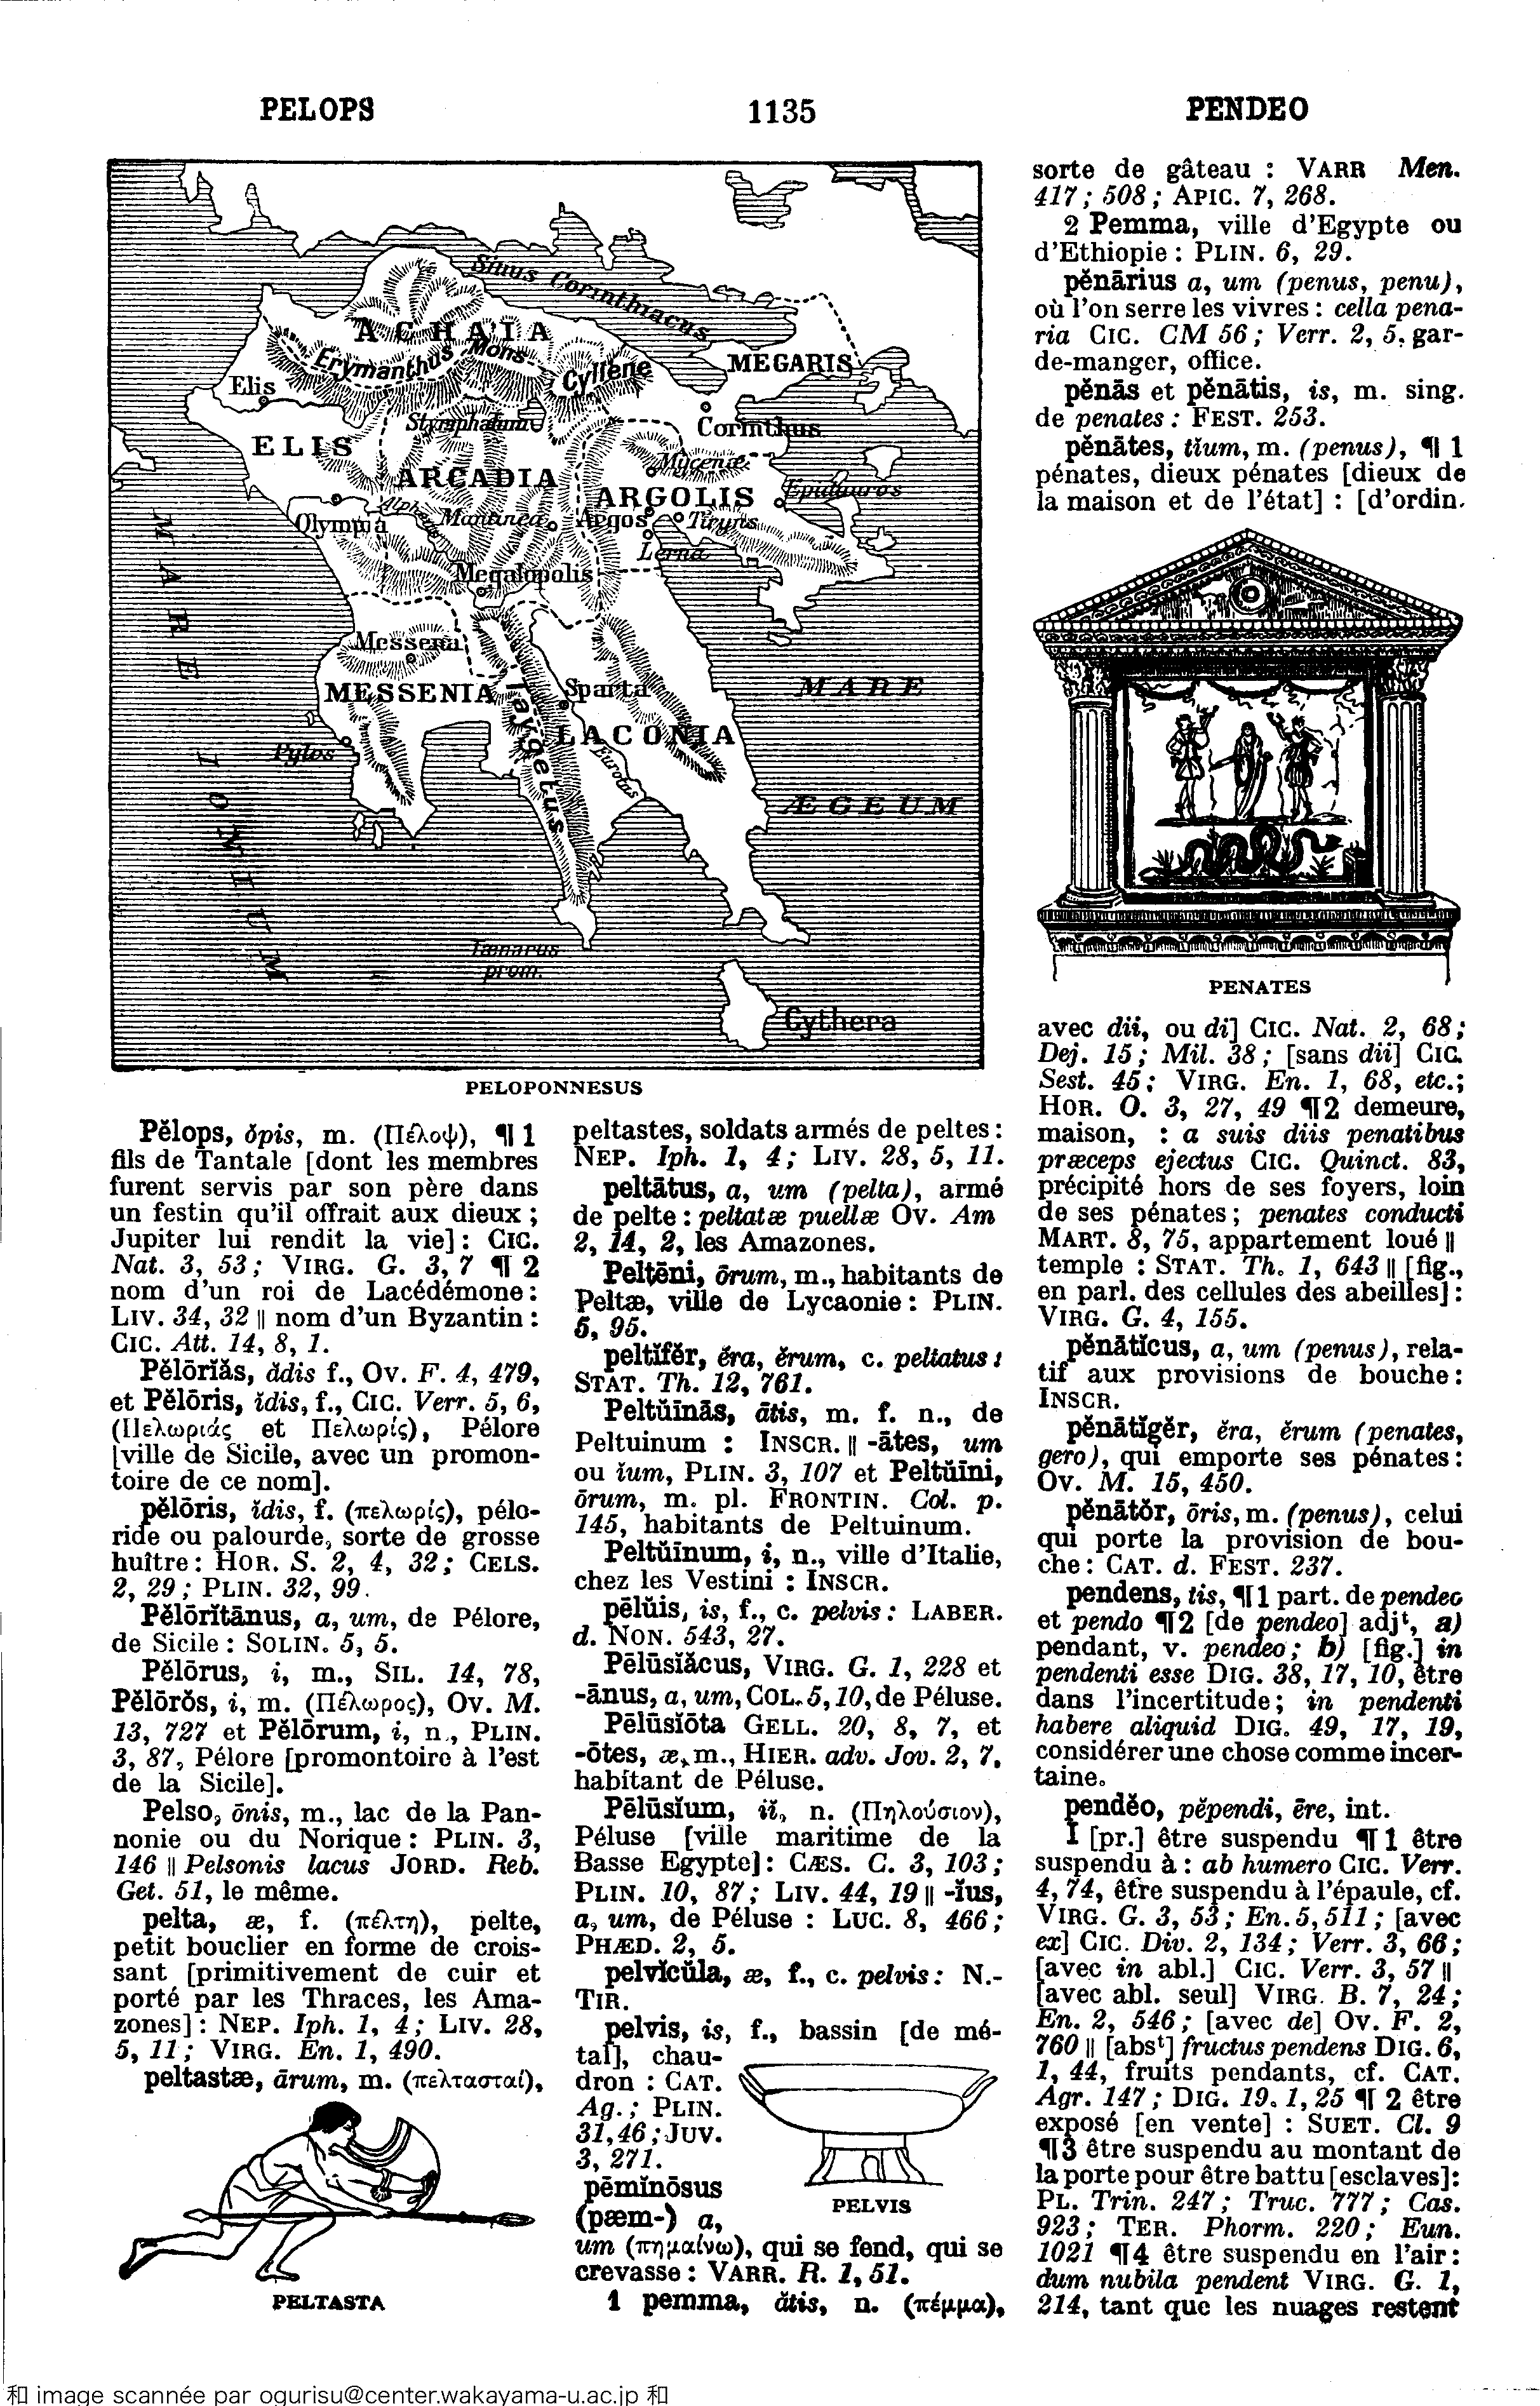 PELOPS
1135
PENDEO
Sinus Corinthiacus
ACHAIA
Erymanthus Mons
Cyllene
MEGARIS
Elis
Corinthus
Stymphalum
ELIS
Mycenæ
ARCADIA
ARGOLIS
Epidauros
Olympia
Mantinea
Argos
Tiryns
Lerna
Megalopolis
MARE IONIUM
Messena
MESSENIA
Taygetus
Sparta
MARE
LACONIA
Pylos
Eurotas
ÆGEUM
Tænarus
prom.
Cythera
PELOPONNESUS
Pĕlops, ŏpis, m. (Πέλοψ), ¶ 1
fils de Tantale [dont les membres
furent servis par son père dans
un festin qu'il offrait aux dieux ;
Jupiter lui rendit la vie] : CIC.
Nat. 3, 53 ; VIRG. G. 3, 7 ¶ 2
nom d'un roi de Lacédémone :
LIV. 34, 32 || nom d'un Byzantin :
CIC. Att. 14, 8, 1.
Pĕlōrĭăs, ădis f., OV. F. 4, 479,
et Pĕlōris, ĭdis, f., CIC. Verr. 5, 6,
(Πελωριάς et Πελωρίς), Pélore
[ville de Sicile, avec un promon-
toire de ce nom].
pĕlōris, ĭdis, f. (πελωρίς), pélo-
ride ou palourde, sorte de grosse
huître : HOR. S. 2, 4, 32 ; CELS.
2, 29 ; PLIN. 32, 99.
Pĕlōrĭtānus, a, um, de Pélore,
de Sicile : SOLIN. 5, 5.
Pĕlōrus, i, m., SIL. 14, 78,
Pĕlōrŏs, i, m. (Πέλωρος), OV. M.
13, 727 et Pĕlōrum, i, n., PLIN.
3, 87, Pélore [promontoire à l'est
de la Sicile].
Pelso, ōnis, m., lac de la Pan-
nonie ou du Norique : PLIN. 3,
146 || Pelsonis lacus JORD. Reb.
Get. 51, le même.
pelta, æ, f. (πέλτη), pelte,
petit bouclier en forme de crois-
sant [primitivement de cuir et
porté par les Thraces, les Ama-
zones] : NEP. Iph. 1, 4 ; LIV. 28,
5, 11 ; VIRG. En. 1, 490.
peltastæ, ārum, m. (πελτασταί),
PELTASTA
peltastes, soldats armés de peltes :
NEP. Iph. 1, 4 ; LIV. 28, 5, 11.
peltātus, a, um (pelta), armé
de pelte : peltatæ puellæ OV. Am
2, 14, 2, les Amazones.
Peltēni, ōrum, m., habitants de
Peltæ, ville de Lycaonie : PLIN.
5, 95.
peltĭfĕr, ĕra, ĕrum, c. peltatus :
STAT. Th. 12, 761.
Peltŭīnās, ātis, m. f. n., de
Peltuinum : INSCR. || -ātes, um
ou ĭum, PLIN. 3, 107 et Peltŭīni,
ōrum, m. pl. FRONTIN. Col. p.
145, habitants de Peltuinum.
Peltŭīnum, i, n., ville d'Italie,
chez les Vestini : INSCR.
pēlŭis, is, f., c. pelvis : LABER.
d. NON. 543, 27.
Pēlūsĭăcus, VIRG. G. 1, 228 et
-ānus, a, um, COL. 5, 10, de Péluse.
Pēlūsĭōta GELL. 20, 8, 7, et
-ōtes, æ, m., HIER. adv. Jov. 2, 7,
habitant de Péluse.
Pēlūsĭum, ĭĭ, n. (Πηλούσιον),
Péluse [ville maritime de la
Basse Egypte] : CÆS. C. 3, 103 ;
PLIN. 10, 87 ; LIV. 44, 19 || -ĭus,
a, um, de Péluse : LUC. 8, 466 ;
PHÆD. 2, 5.
pelvĭcŭla, æ, f., c. pelvis : N.-
TIR.
pelvis, is, f., bassin [de mé-
tal], chau-
dron : CAT.
Ag. ; PLIN.
31, 46 ; JUV.
3, 271.
PELVIS
pēmĭnōsus
(pæm-) a,
um (πημαίνω), qui se fend, qui se
crevasse : VARR. R. 1, 51.
1 pemma, ătis, n. (πέμμα),
sorte de gâteau : VARR Men.
417 ; 508 ; APIC. 7, 268.
2 Pemma, ville d'Egypte ou
d'Ethiopie : PLIN. 6, 29.
pĕnārius a, um (penus, penu),
où l'on serre les vivres : cella pena-
ria CIC. CM 56 ; Verr. 2, 5, gar-
de-manger, office.
pĕnās et pĕnātis, is, m. sing.
de penates : FEST. 253.
pĕnātes, tĭum, m. (penus), ¶ 1
pénates, dieux pénates [dieux de
la maison et de l'état] : [d'ordin.
PENATES
avec dii, ou di] CIC. Nat. 2, 68 ;
Dej. 15 ; Mil. 38 ; [sans dii] CIC.
Sest. 45 ; VIRG. En. 1, 68, etc.;
HOR. O. 3, 27, 49 ¶ 2 demeure,
maison, : a suis diis penatibus
præceps ejectus CIC. Quinct. 83,
précipité hors de ses foyers, loin
de ses pénates ; penates conducti
MART. 8, 75, appartement loué ||
temple : STAT. Th. 1, 643 || [fig.,
en parl. des cellules des abeilles] :
VIRG. G. 4, 155.
pĕnātĭcus, a, um (penus), rela-
tif aux provisions de bouche :
INSCR.
pĕnātĭgĕr, ĕra, ĕrum (penates,
gero), qui emporte ses pénates :
OV. M. 15, 450.
pĕnātŏr, ōris, m. (penus), celui
qui porte la provision de bou-
che : CAT. d. FEST. 237.
pendens, tis, ¶ 1 part. de pendeo
et pendo ¶ 2 [de pendeo] adjᵗ, a)
pendant, v. pendeo ; b) [fig.] in
pendenti esse DIG. 38, 17, 10, être
dans l'incertitude ; in pendenti
habere aliquid DIG. 49, 17, 19,
considérer une chose comme incer-
taine.
pendĕo, pĕpendi, ēre, int.
I [pr.] être suspendu ¶ 1 être
suspendu à : ab humero CIC. Verr.
4, 74, être suspendu à l'épaule, cf.
VIRG. G. 3, 53 ; En. 5, 511 ; [avec
ex] CIC. Div. 2, 134 ; Verr. 3, 66 ;
[avec in abl.] CIC. Verr. 3, 57 ||
[avec abl. seul] VIRG. B. 7, 24 ;
En. 2, 546 ; [avec de] OV. F. 2,
760 || [absᵗ] fructus pendens DIG. 6,
1, 44, fruits pendants, cf. CAT.
Agr. 147 ; DIG. 19, 1, 25 ¶ 2 être
exposé [en vente] : SUET. Cl. 9
¶ 3 être suspendu au montant de
la porte pour être battu [esclaves] :
PL. Trin. 247 ; Truc. 777 ; Cas.
923 ; TER. Phorm. 220 ; Eun.
1021 ¶ 4 être suspendu en l'air :
dum nubila pendent VIRG. G. 1,
214, tant que les nuages restent
和 image scannée par ogurisu@center.wakayama-u.ac.jp 和